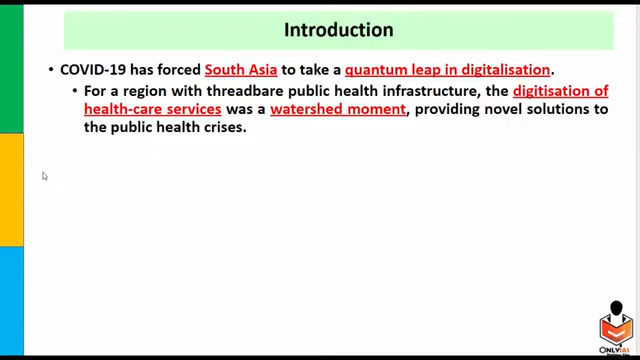 Introduction
• COVID-19 has forced South Asia to take a quantum leap in digitalisation.
• For a region with threadbare public health infrastructure, the digitisation of
health-care services was a watershed moment, providing novel solutions to
the public health crises.
ONLYIAS